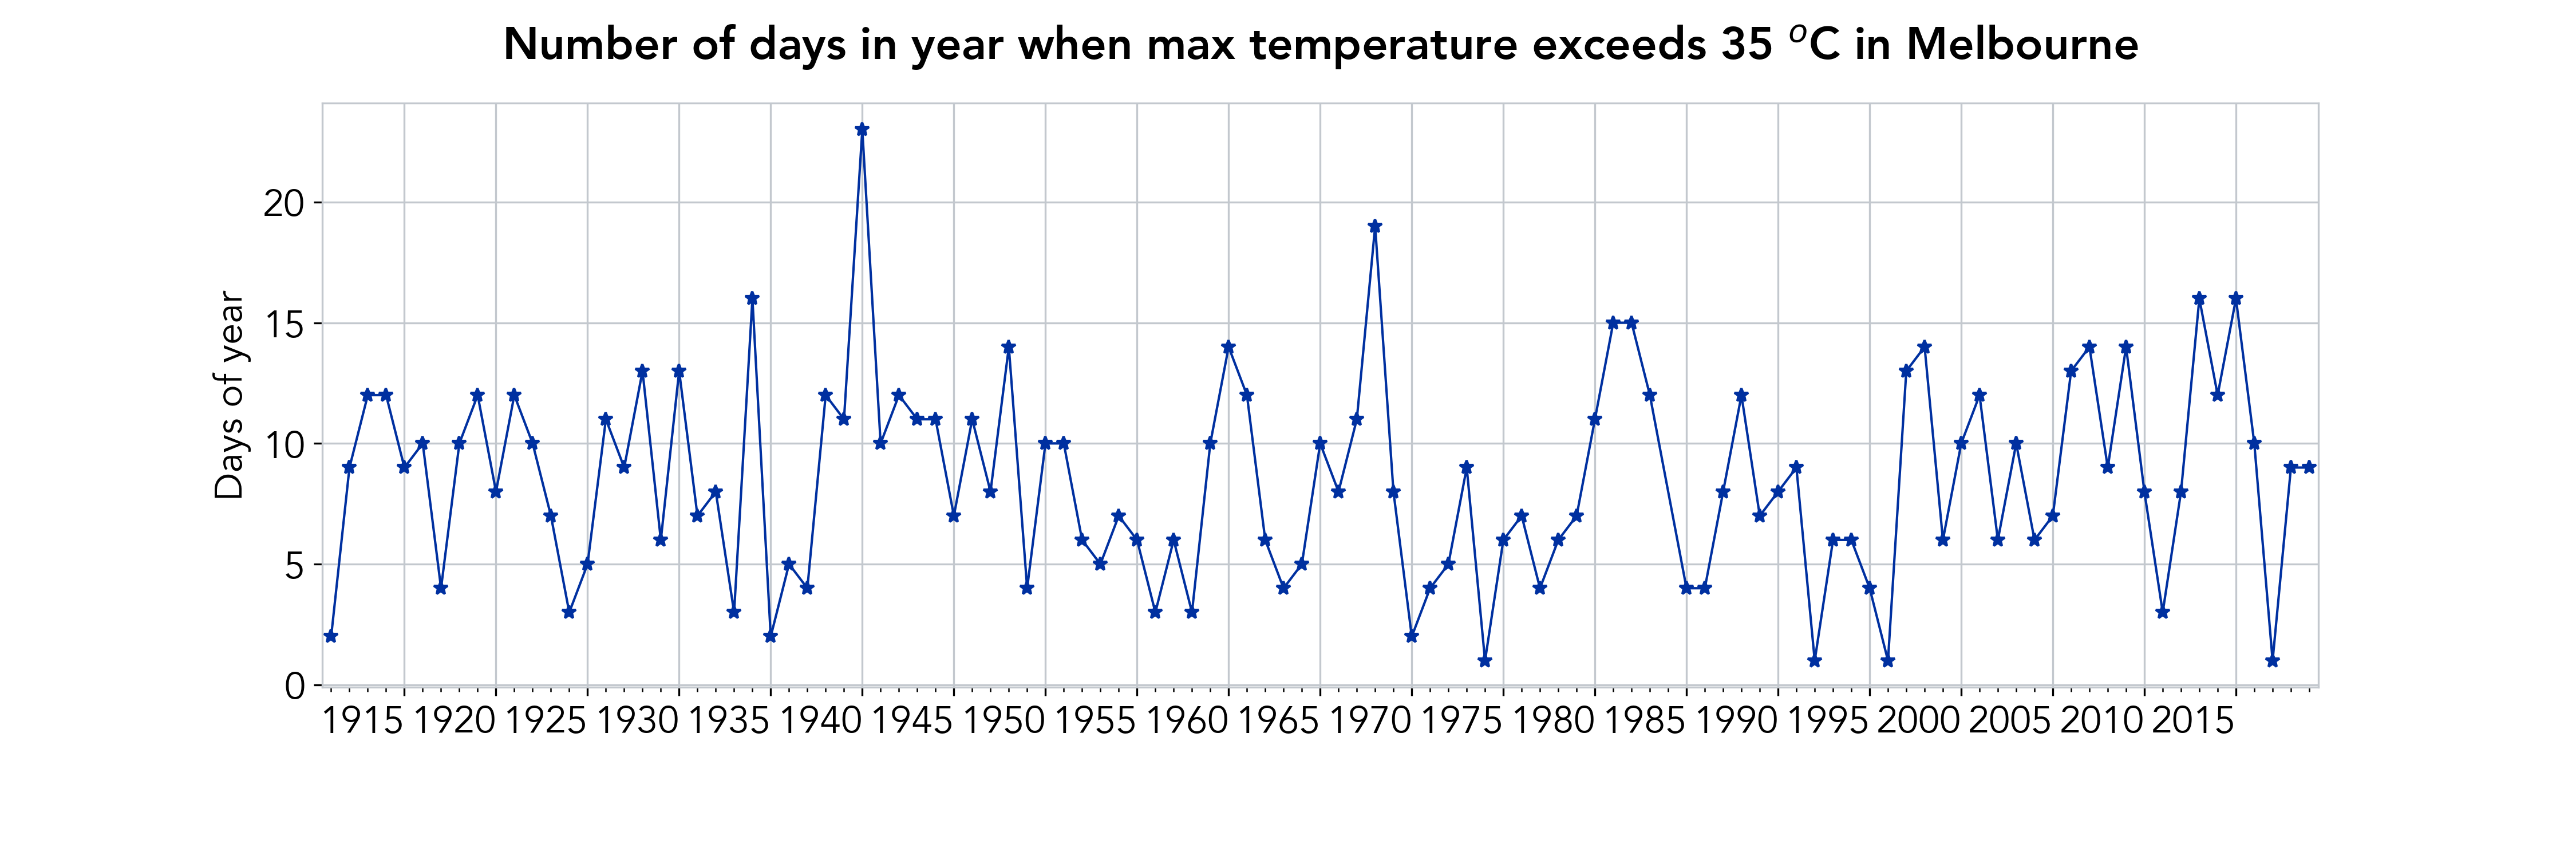 Number of days in year when max temperature exceeds 35 °C in Melbourne
Days of year
20
15
10
5
0
1915 1920 1925 1930 1935 1940 1945 1950 1955 1960 1965 1970 1975 1980 1985 1990 1995 2000 2005 2010 2015